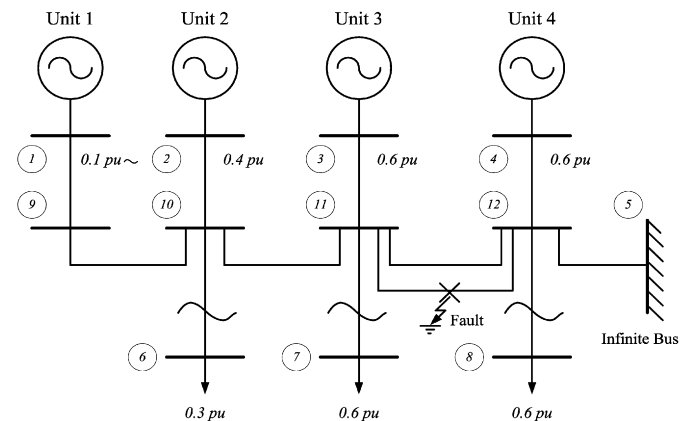 Unit 1 Unit 2 Unit 3 Unit 4
1 0.1 pu~ 2 0.4 pu 3 0.6 pu 4 0.6 pu
9 10 11 12 5
Fault
Infinite Bus
6 7 8
0.3 pu 0.6 pu 0.6 pu